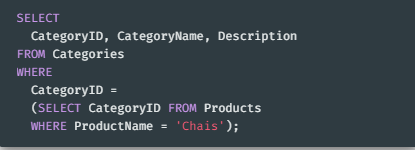 SELECT
CategoryID, CategoryName, Description
FROM Categories
WHERE
CategoryID =
(SELECT CategoryID FROM Products
WHERE ProductName = 'Chais');